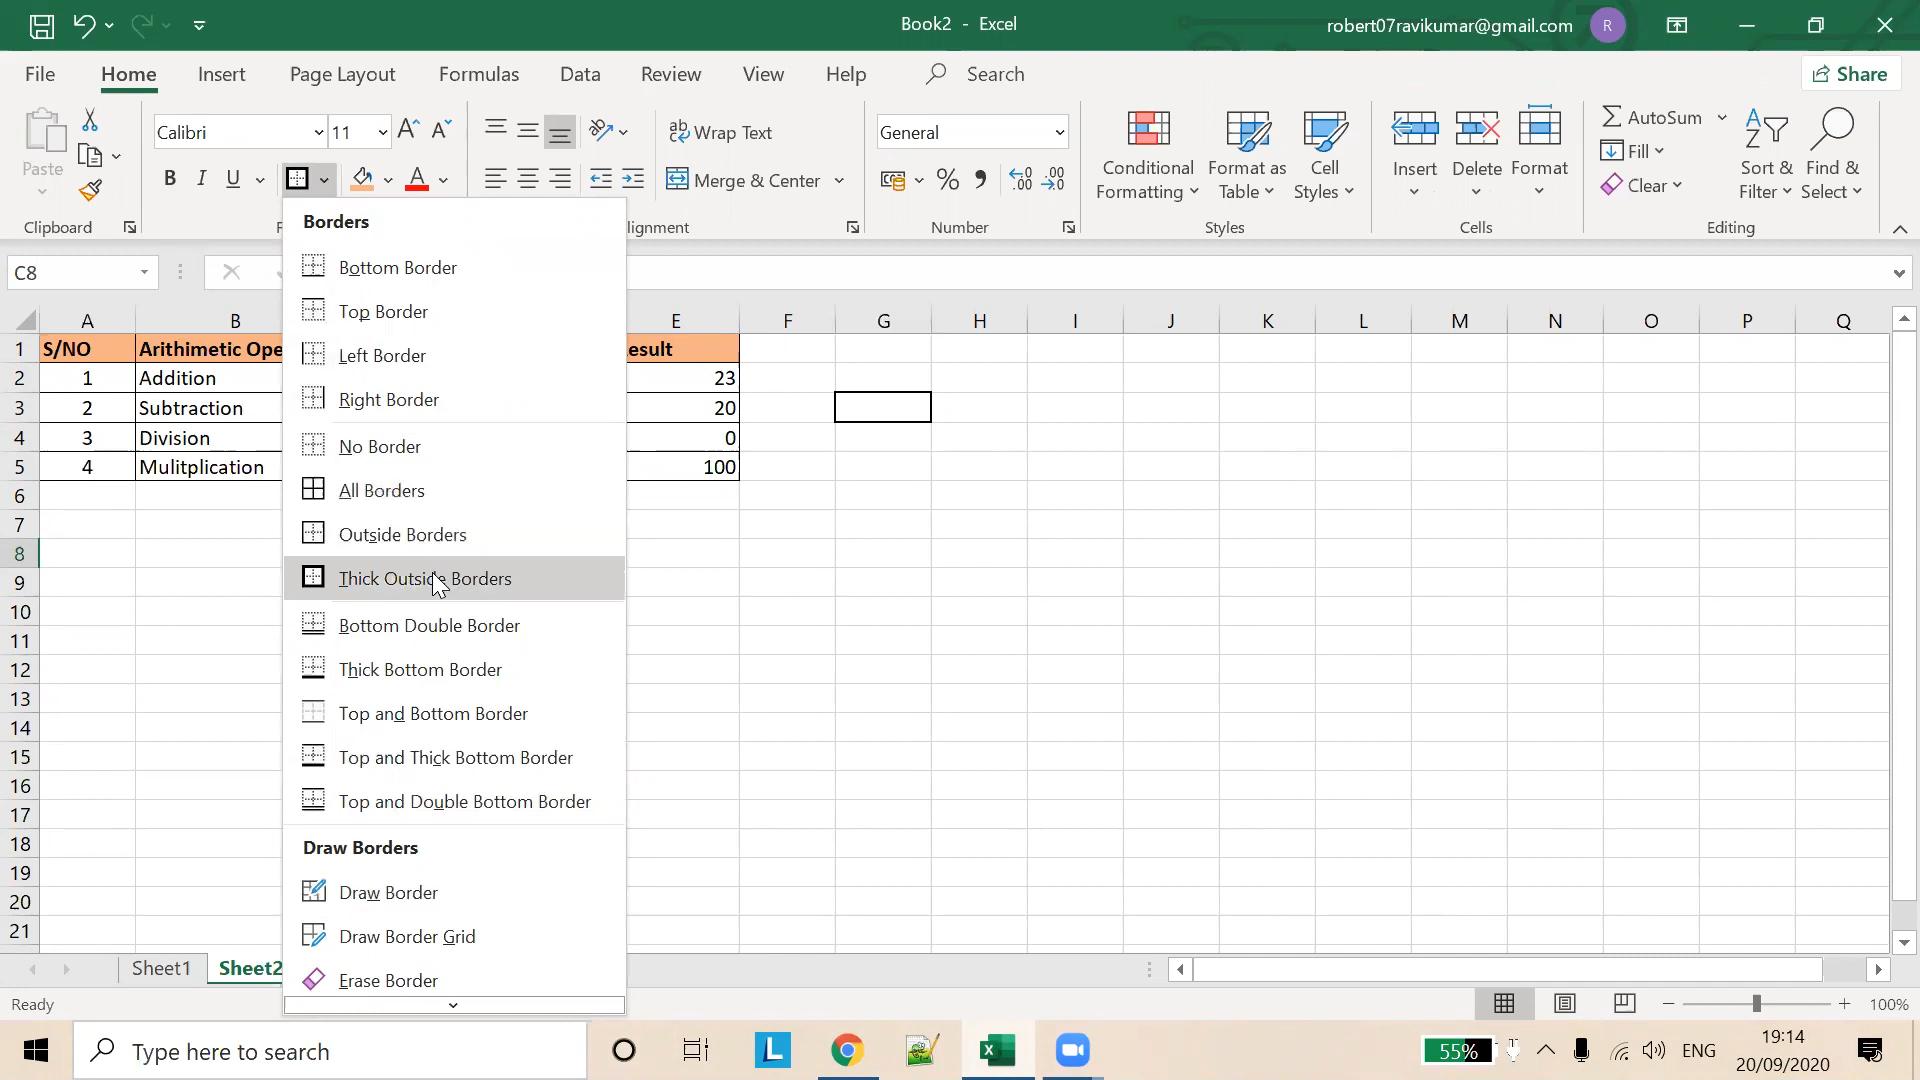 Book2 - Excel
robert07ravikumar@gmail.com
R
File
Home
Insert
Page Layout
Formulas
Data
Review
View
Help
Search
Share
Paste
Clipboard
Calibri
11
A
A
B
I
U
A
ab
Wrap Text
Merge & Center
lignment
General
%
Number
Conditional
Formatting
Format as
Table
Cell
Styles
Styles
Insert
Delete
Format
Cells
AutoSum
Fill
Clear
Sort &
Filter
Find &
Select
Editing
C8
A B E F G H I J K L M N O P Q
1 S/NO Arithimetic Ope esult
2 1 Addition 23
3 2 Subtraction 20
4 3 Division 0
5 4 Mulitplication 100
6
7
8
9
10
11
12
13
14
15
16
17
18
19
20
21
Borders
Bottom Border
Top Border
Left Border
Right Border
No Border
All Borders
Outside Borders
Thick Outside Borders
Bottom Double Border
Thick Bottom Border
Top and Bottom Border
Top and Thick Bottom Border
Top and Double Bottom Border
Draw Borders
Draw Border
Draw Border Grid
Erase Border
Sheet1
Sheet2
Ready
100%
Type here to search
L
55%
ENG
19:14
20/09/2020